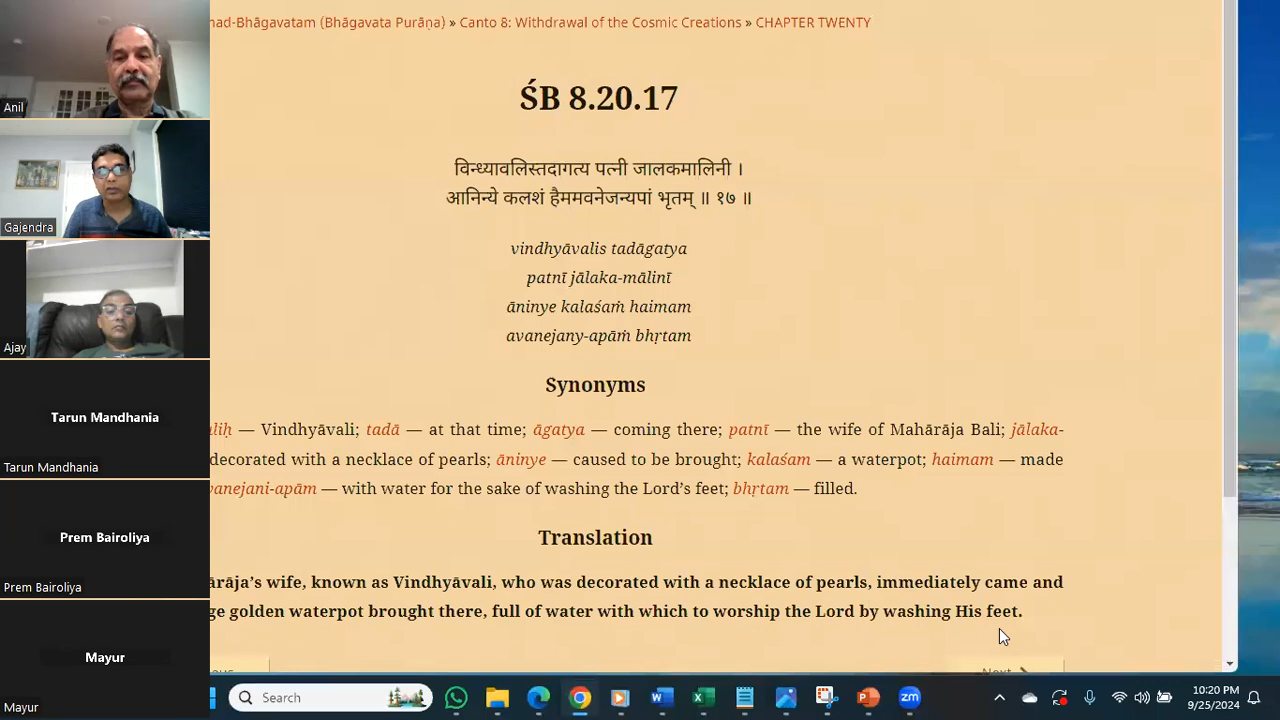 Anil
Gajendra
Ajay
Tarun Mandhania
Tarun Mandhania
Prem Bairoliya
Prem Bairoliya
Mayur
Mayur
mad-Bhāgavatam (Bhāgavata Purāṇa) » Canto 8: Withdrawal of the Cosmic Creations » CHAPTER TWENTY
ŚB 8.20.17
विन्ध्यावलिस्तदागत्य पत्नी जालकमालिनी ।
आनिन्ये कलशं हैममवनेजन्यपां भृतम् ॥ १७ ॥
vindhyāvalis tadāgatya
patnī jālaka-mālinī
āninye kalaśaṁ haimam
avanejany-apāṁ bhṛtam
Synonyms
liḥ — Vindhyāvali; tadā — at that time; āgatya — coming there; patnī — the wife of Mahārāja Bali; jālaka-
decorated with a necklace of pearls; āninye — caused to be brought; kalaśam — a waterpot; haimam — made
vanejani-apām — with water for the sake of washing the Lord’s feet; bhṛtam — filled.
Translation
ārāja’s wife, known as Vindhyāvali, who was decorated with a necklace of pearls, immediately came and
ge golden waterpot brought there, full of water with which to worship the Lord by washing His feet.
Next
Search
10:20 PM
9/25/2024